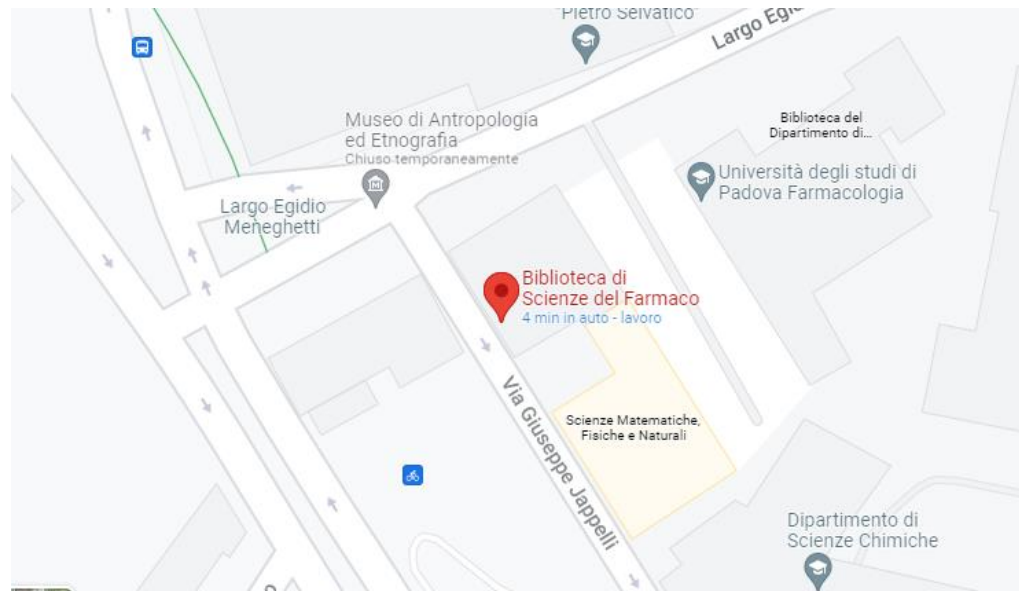 "Pietro Selvatico"
Largo Egi
Museo di Antropologia
ed Etnografia
Chiuso temporaneamente
Biblioteca del
Dipartimento di...
Università degli studi di
Padova Farmacologia
Largo Egidio
Meneghetti
Biblioteca di
Scienze del Farmaco
4 min in auto - lavoro
Via Giuseppe Jappelli
Scienze Matematiche,
Fisiche e Naturali
Dipartimento di
Scienze Chimiche